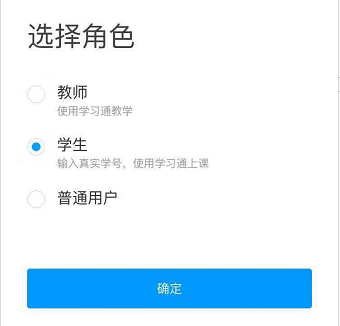 选择角色
教师
使用学习通教学
学生
输入真实学号，使用学习通上课
普通用户
确定